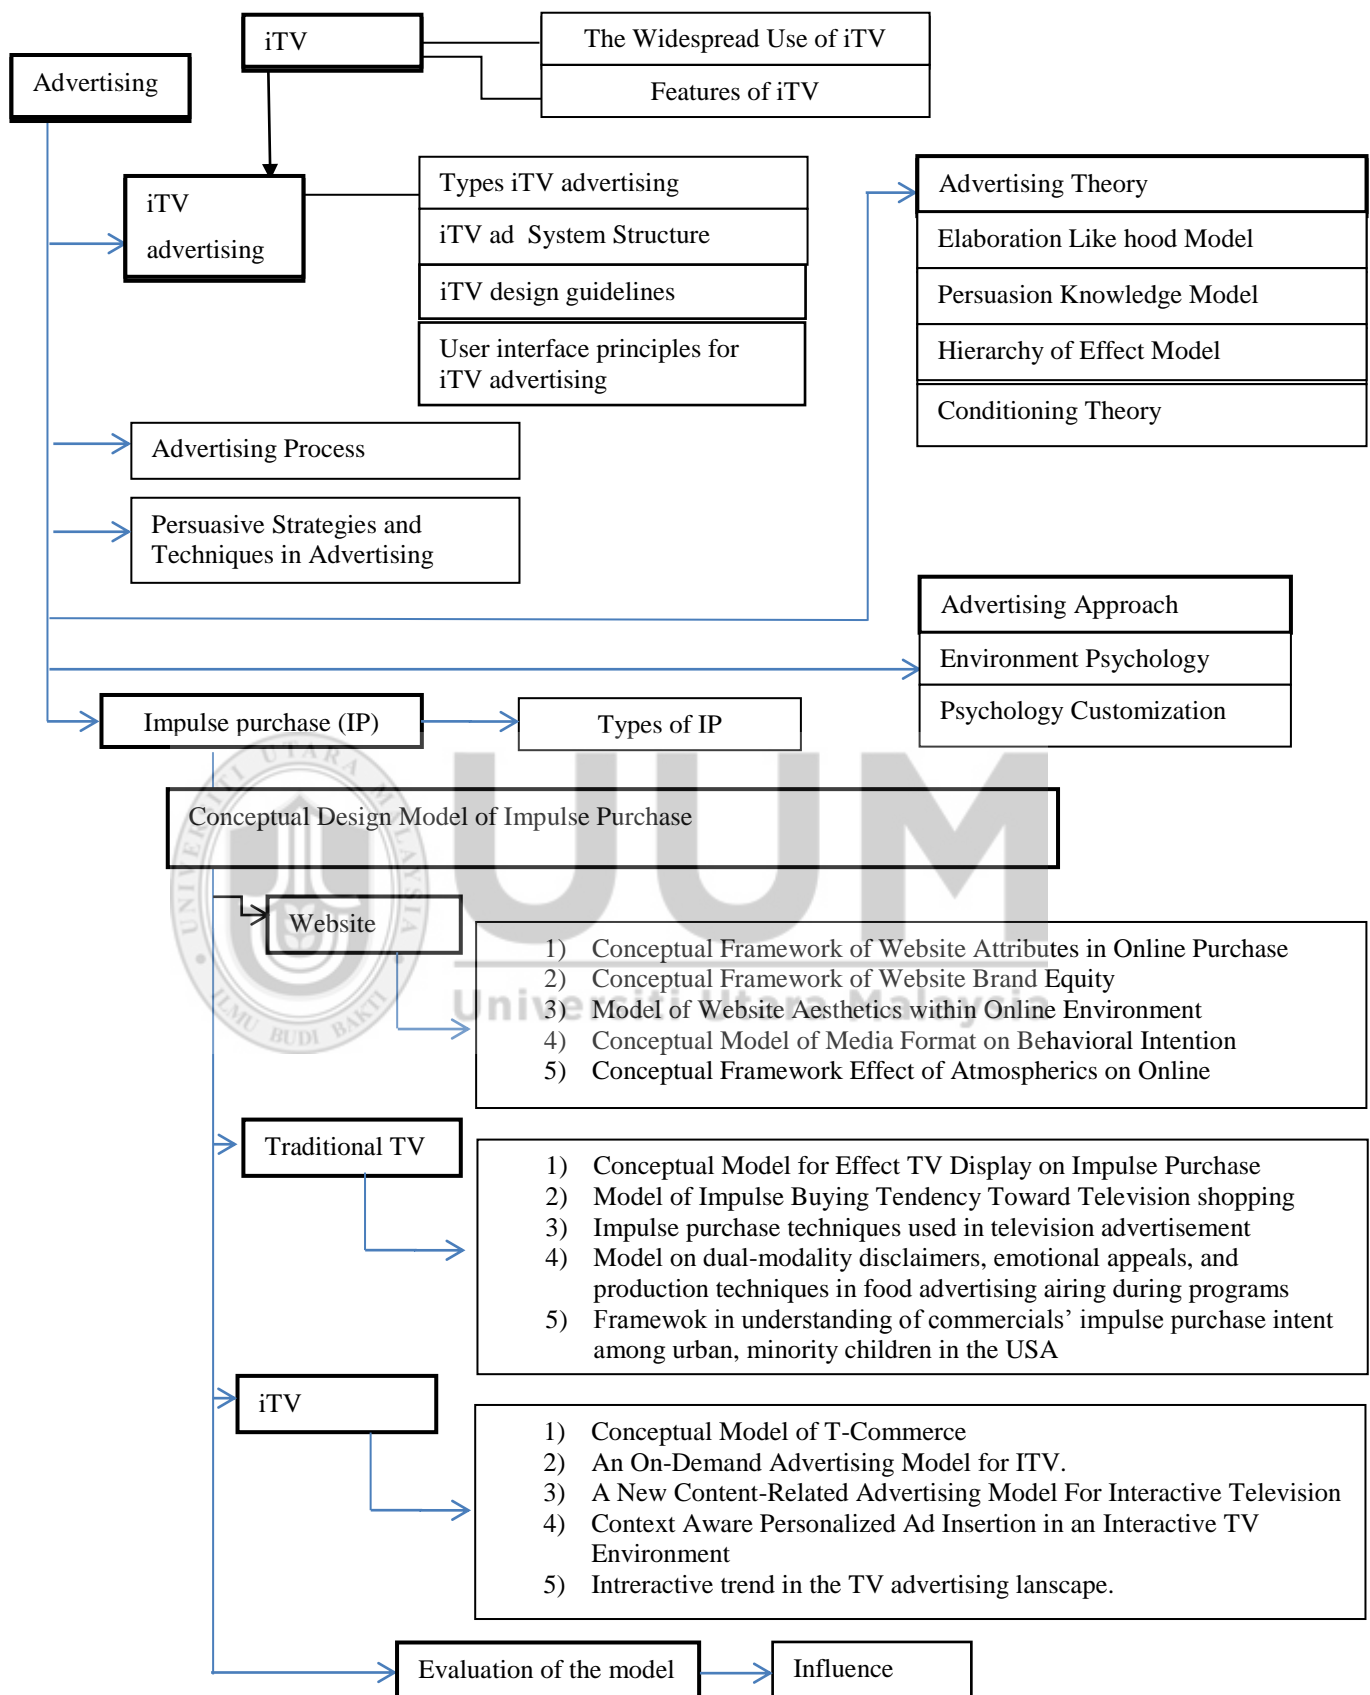 iTV
The Widespread Use of iTV
Features of iTV
Advertising
iTV
advertising
Types iTV advertising
iTV ad System Structure
iTV design guidelines
User interface principles for
iTV advertising
Advertising Theory
Elaboration Like hood Model
Persuasion Knowledge Model
Hierarchy of Effect Model
Conditioning Theory
Advertising Process
Persuasive Strategies and
Techniques in Advertising
Advertising Approach
Environment Psychology
Psychology Customization
Impulse purchase (IP)
Types of IP
Conceptual Design Model of Impulse Purchase
UNIVERSITI UTARA MALAYSIA
ILMU BUDI BAKTI
UUM
Universiti Utara Malaysia
Website
1) Conceptual Framework of Website Attributes in Online Purchase
2) Conceptual Framework of Website Brand Equity
3) Model of Website Aesthetics within Online Environment
4) Conceptual Model of Media Format on Behavioral Intention
5) Conceptual Framework Effect of Atmospherics on Online
Traditional TV
1) Conceptual Model for Effect TV Display on Impulse Purchase
2) Model of Impulse Buying Tendency Toward Television shopping
3) Impulse purchase techniques used in television advertisement
4) Model on dual-modality disclaimers, emotional appeals, and
production techniques in food advertising airing during programs
5) Framewok in understanding of commercials’ impulse purchase intent
among urban, minority children in the USA
iTV
1) Conceptual Model of T-Commerce
2) An On-Demand Advertising Model for ITV.
3) A New Content-Related Advertising Model For Interactive Television
4) Context Aware Personalized Ad Insertion in an Interactive TV
Environment
5) Intreractive trend in the TV advertising lanscape.
Evaluation of the model
Influence